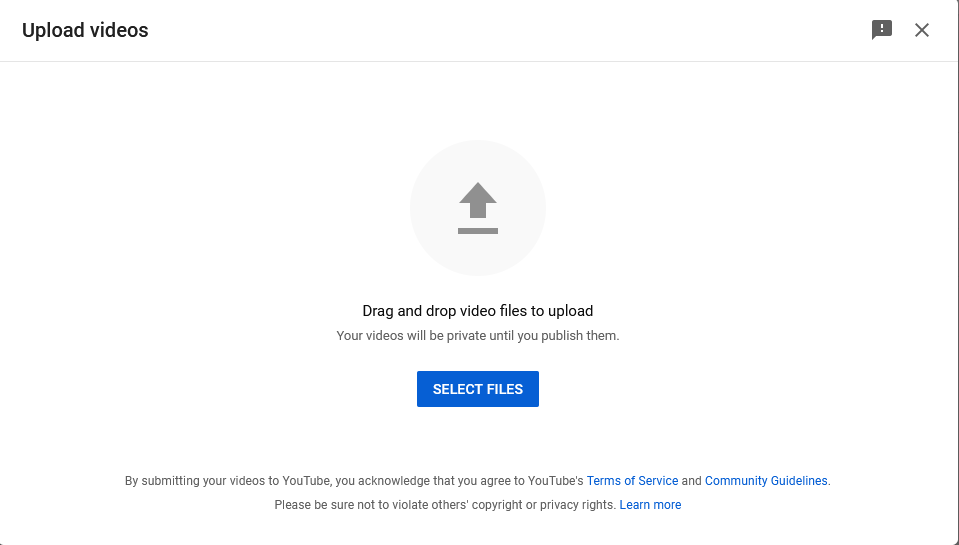 Upload videos
Drag and drop video files to upload
Your videos will be private until you publish them.
SELECT FILES
By submitting your videos to YouTube, you acknowledge that you agree to YouTube's Terms of Service and Community Guidelines.
Please be sure not to violate others' copyright or privacy rights. Learn more